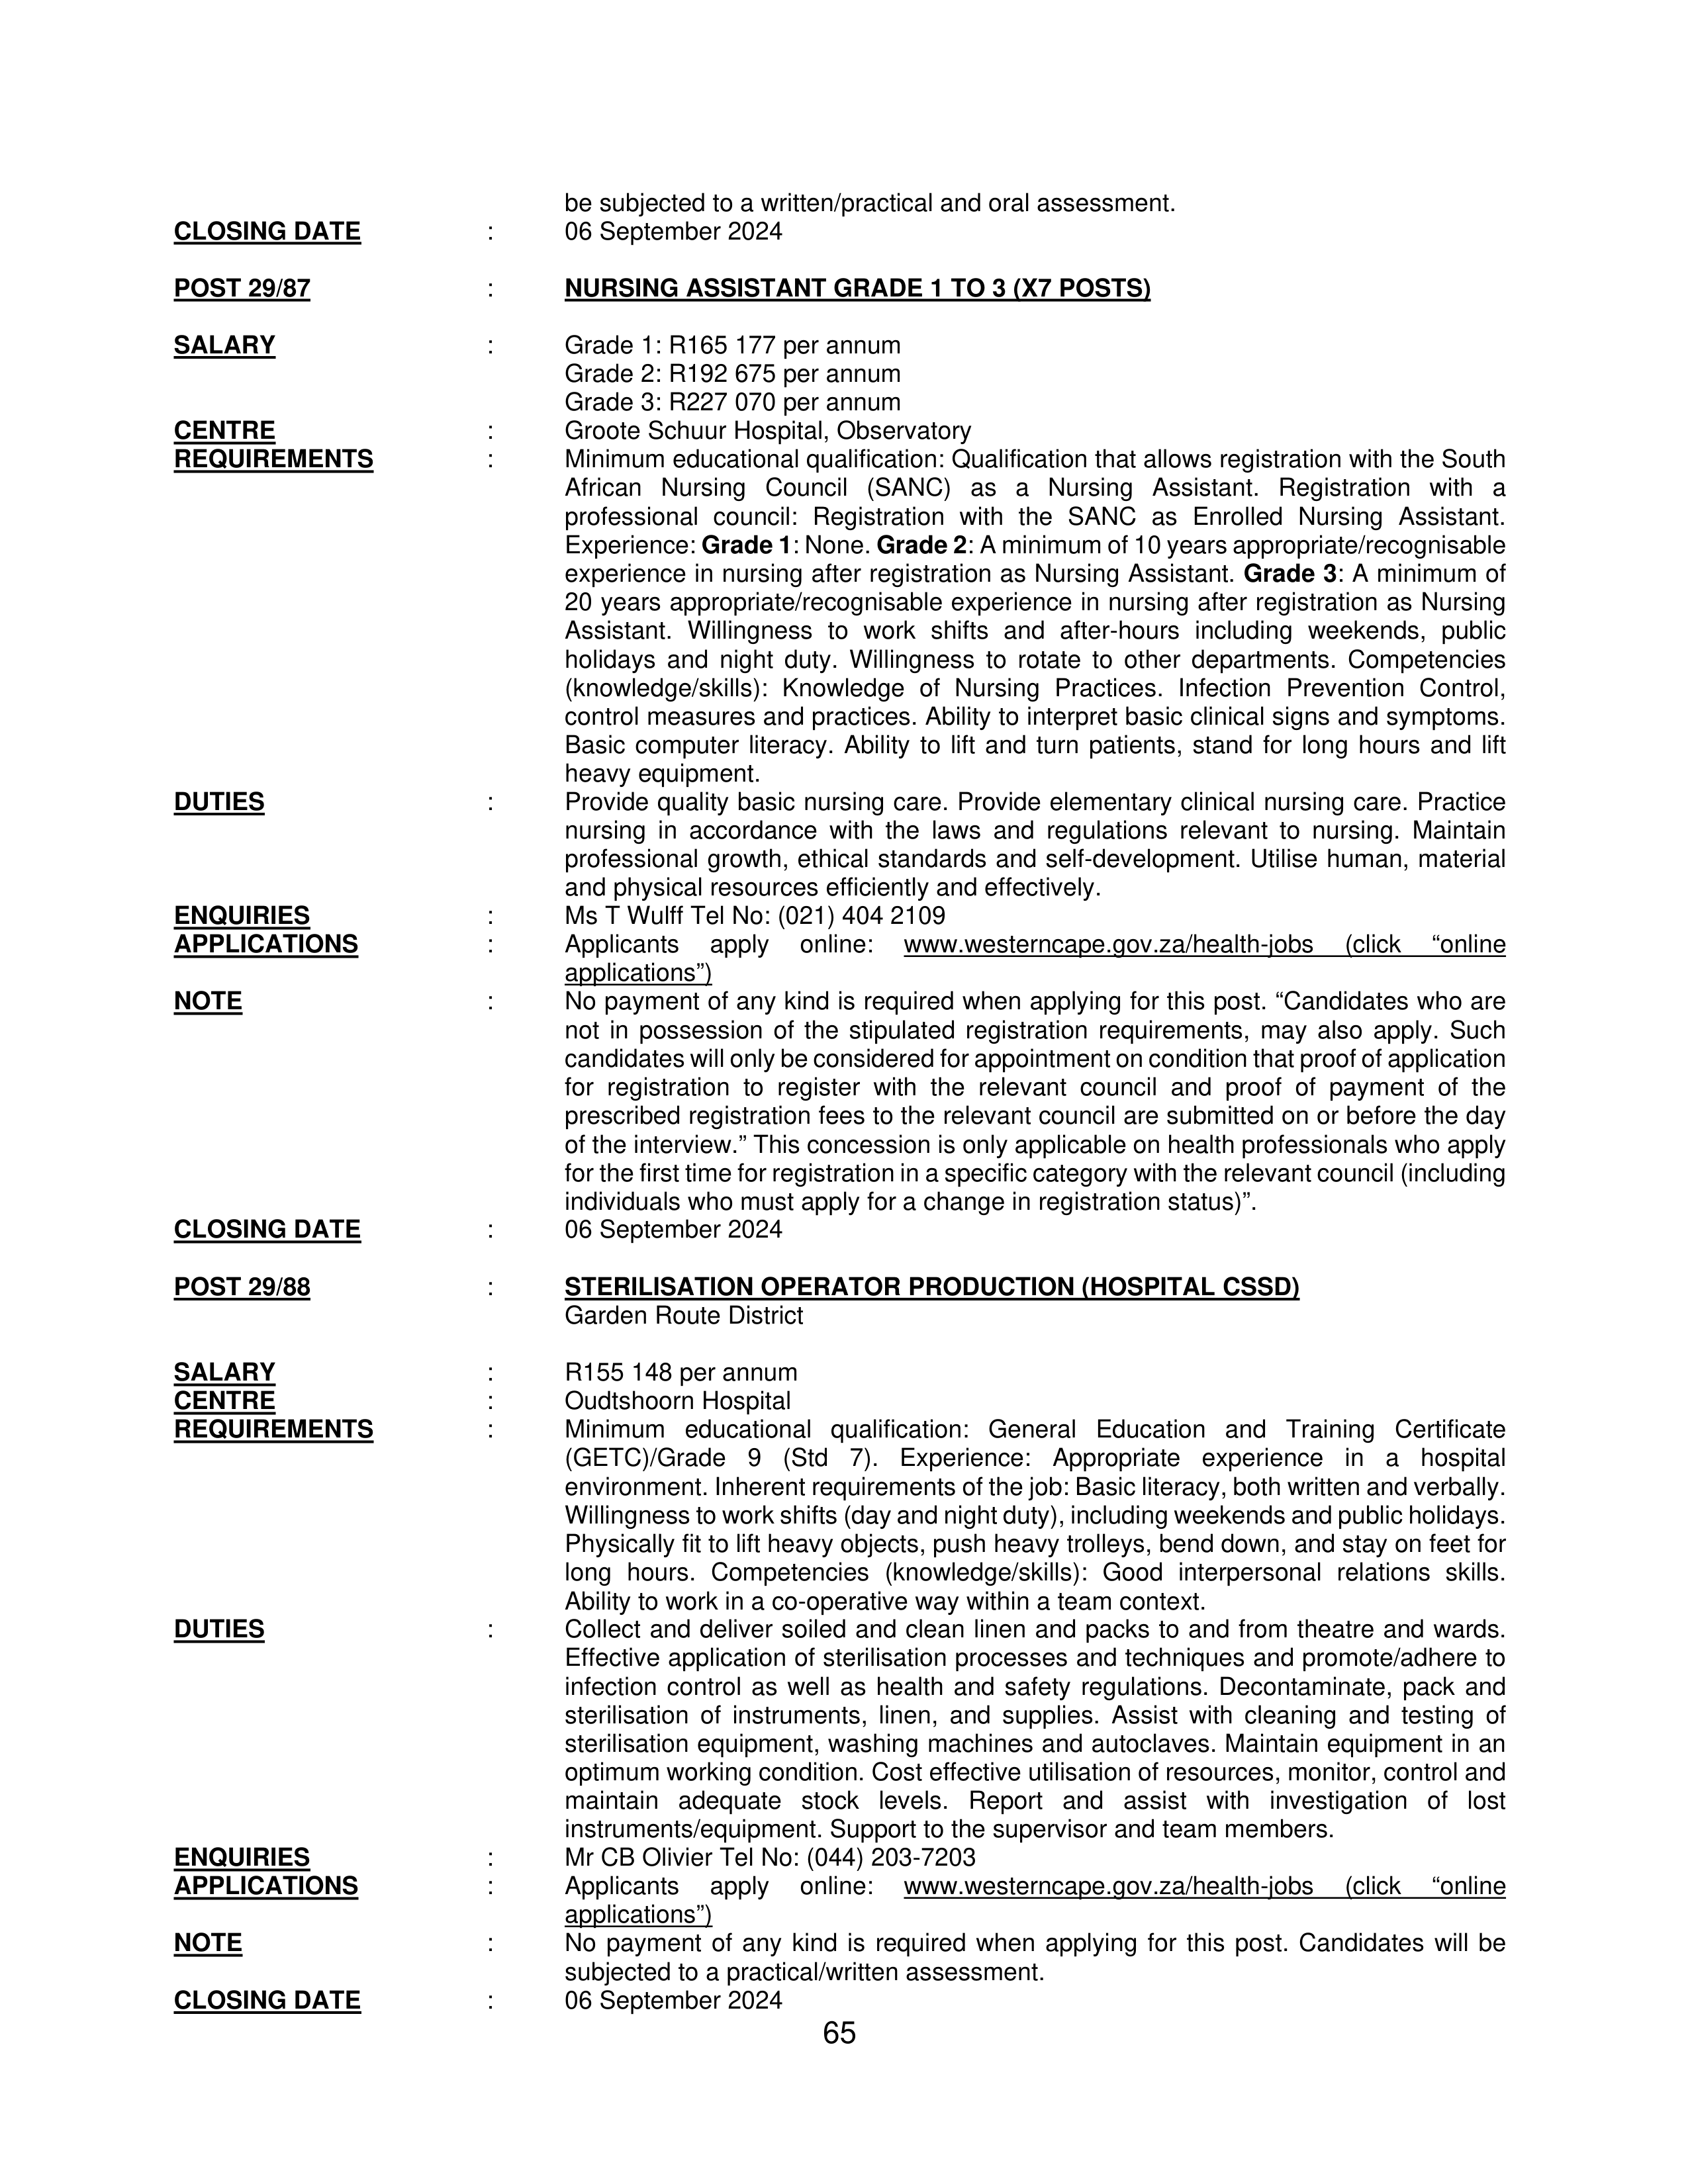 be subjected to a written/practical and oral assessment.
CLOSING DATE : 06 September 2024
POST 29/87 : NURSING ASSISTANT GRADE 1 TO 3 (X7 POSTS)
SALARY : Grade 1: R165 177 per annum
Grade 2: R192 675 per annum
Grade 3: R227 070 per annum
CENTRE : Groote Schuur Hospital, Observatory
REQUIREMENTS : Minimum educational qualification: Qualification that allows registration with the South
African Nursing Council (SANC) as a Nursing Assistant. Registration with a
professional council: Registration with the SANC as Enrolled Nursing Assistant.
Experience: Grade 1: None. Grade 2: A minimum of 10 years appropriate/recognisable
experience in nursing after registration as Nursing Assistant. Grade 3: A minimum of
20 years appropriate/recognisable experience in nursing after registration as Nursing
Assistant. Willingness to work shifts and after-hours including weekends, public
holidays and night duty. Willingness to rotate to other departments. Competencies
(knowledge/skills): Knowledge of Nursing Practices. Infection Prevention Control,
control measures and practices. Ability to interpret basic clinical signs and symptoms.
Basic computer literacy. Ability to lift and turn patients, stand for long hours and lift
heavy equipment.
DUTIES : Provide quality basic nursing care. Provide elementary clinical nursing care. Practice
nursing in accordance with the laws and regulations relevant to nursing. Maintain
professional growth, ethical standards and self-development. Utilise human, material
and physical resources efficiently and effectively.
ENQUIRIES : Ms T Wulff Tel No: (021) 404 2109
APPLICATIONS : Applicants apply online: www.westerncape.gov.za/health-jobs (click “online
applications”)
NOTE : No payment of any kind is required when applying for this post. “Candidates who are
not in possession of the stipulated registration requirements, may also apply. Such
candidates will only be considered for appointment on condition that proof of application
for registration to register with the relevant council and proof of payment of the
prescribed registration fees to the relevant council are submitted on or before the day
of the interview.” This concession is only applicable on health professionals who apply
for the first time for registration in a specific category with the relevant council (including
individuals who must apply for a change in registration status)”.
CLOSING DATE : 06 September 2024
POST 29/88 : STERILISATION OPERATOR PRODUCTION (HOSPITAL CSSD)
Garden Route District
SALARY : R155 148 per annum
CENTRE : Oudtshoorn Hospital
REQUIREMENTS : Minimum educational qualification: General Education and Training Certificate
(GETC)/Grade 9 (Std 7). Experience: Appropriate experience in a hospital
environment. Inherent requirements of the job: Basic literacy, both written and verbally.
Willingness to work shifts (day and night duty), including weekends and public holidays.
Physically fit to lift heavy objects, push heavy trolleys, bend down, and stay on feet for
long hours. Competencies (knowledge/skills): Good interpersonal relations skills.
Ability to work in a co-operative way within a team context.
DUTIES : Collect and deliver soiled and clean linen and packs to and from theatre and wards.
Effective application of sterilisation processes and techniques and promote/adhere to
infection control as well as health and safety regulations. Decontaminate, pack and
sterilisation of instruments, linen, and supplies. Assist with cleaning and testing of
sterilisation equipment, washing machines and autoclaves. Maintain equipment in an
optimum working condition. Cost effective utilisation of resources, monitor, control and
maintain adequate stock levels. Report and assist with investigation of lost
instruments/equipment. Support to the supervisor and team members.
ENQUIRIES : Mr CB Olivier Tel No: (044) 203-7203
APPLICATIONS : Applicants apply online: www.westerncape.gov.za/health-jobs (click “online
applications”)
NOTE : No payment of any kind is required when applying for this post. Candidates will be
subjected to a practical/written assessment.
CLOSING DATE : 06 September 2024
65